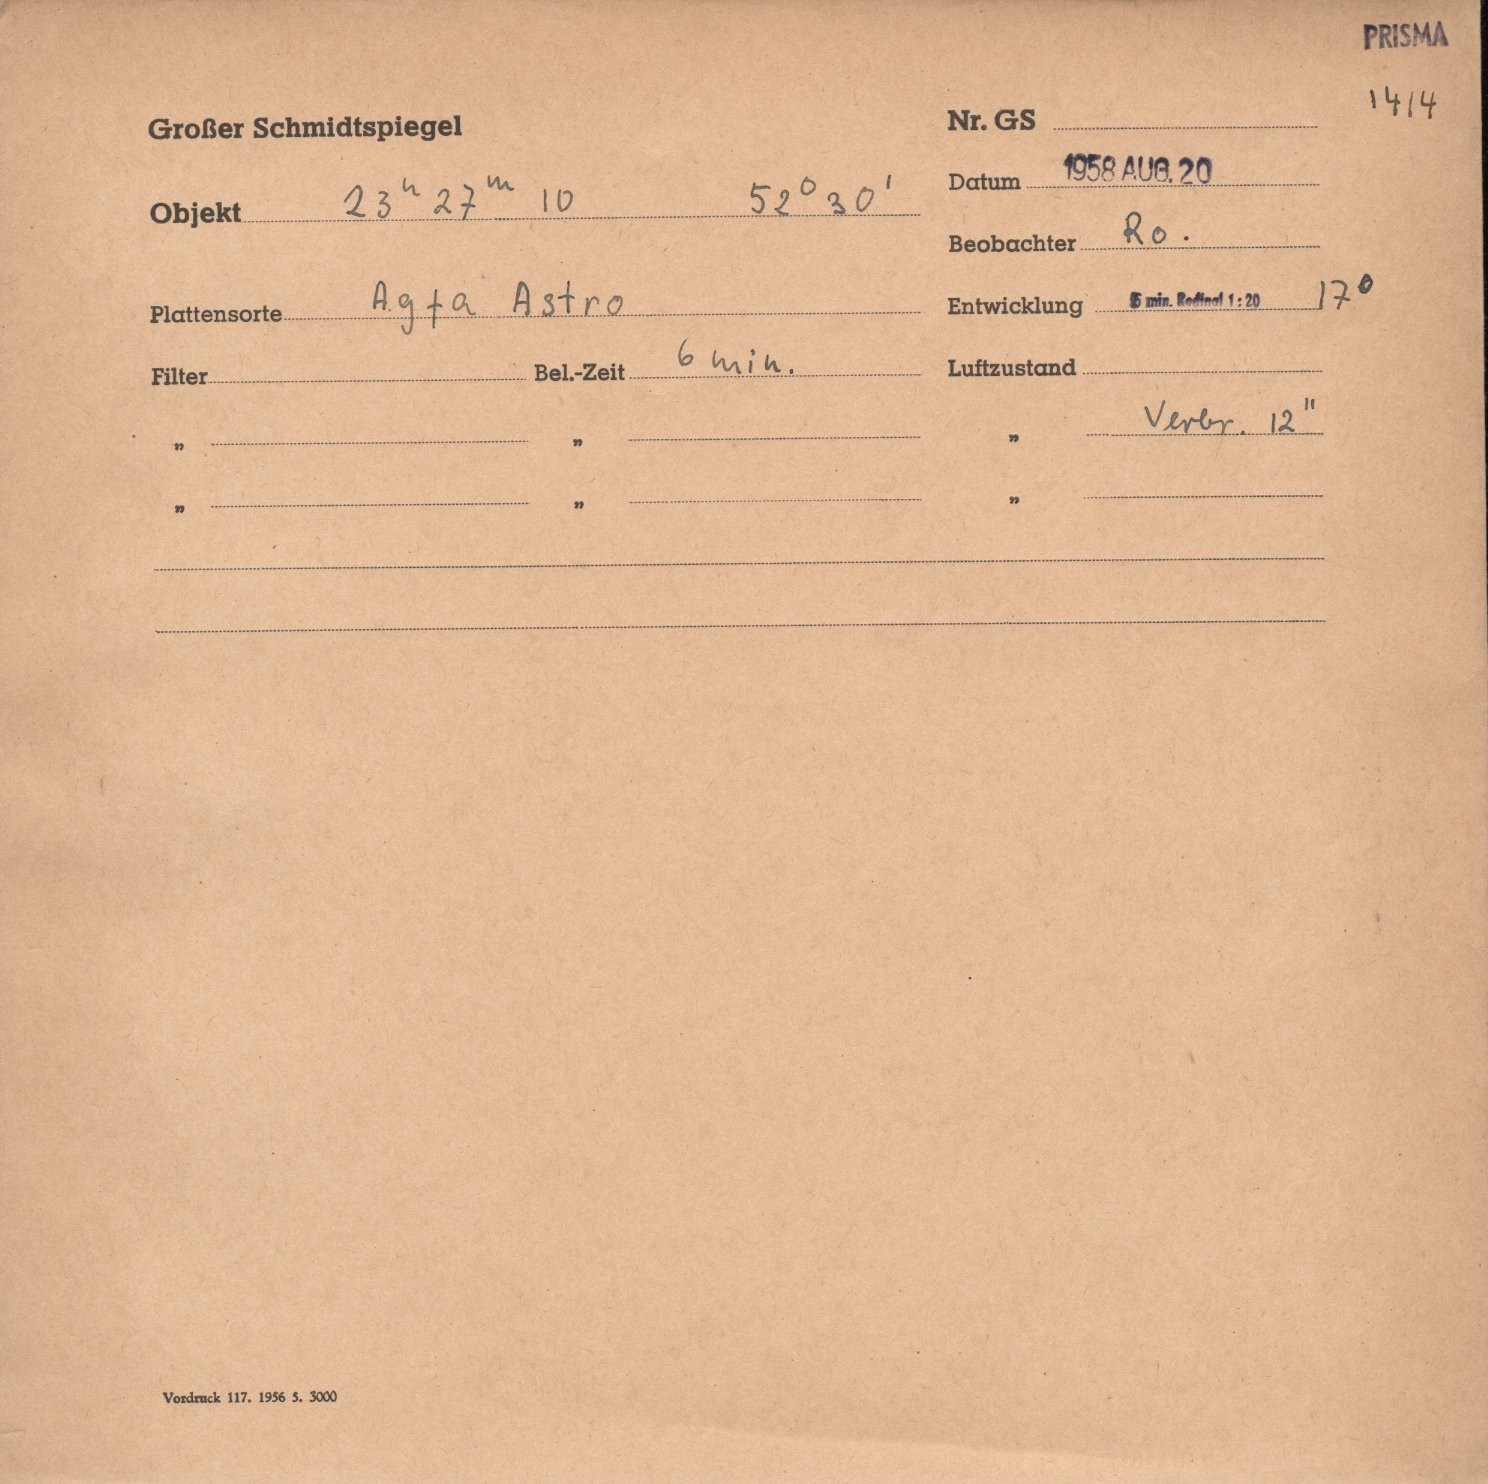 PRISMA
14/4
Großer Schmidtspiegel
Nr. GS
Datum 1958 AUG. 20
Objekt 23h 27m 10 52° 30'
Beobachter Ro.
Plattensorte Agfa Astro
Entwicklung 5 min. Rodinal 1:20 17°
Filter Bel.-Zeit 6 min. Luftzustand
„ „ „ Verbr. 12"
„ „ „
Vordruck 117. 1956 5. 3000